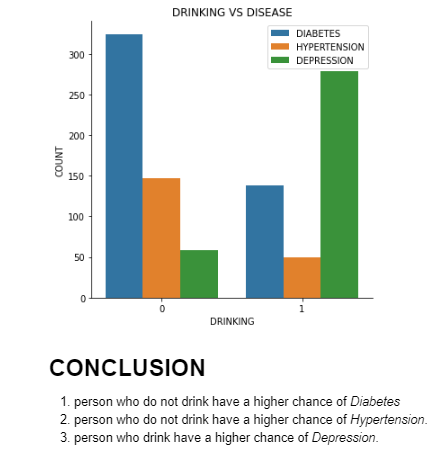 DRINKING VS DISEASE
DIABETES
HYPERTENSION
DEPRESSION
300
250
200
150
100
50
0
COUNT
0 1
DRINKING
CONCLUSION
1. person who do not drink have a higher chance of Diabetes
2. person who do not drink have a higher chance of Hypertension.
3. person who drink have a higher chance of Depression.